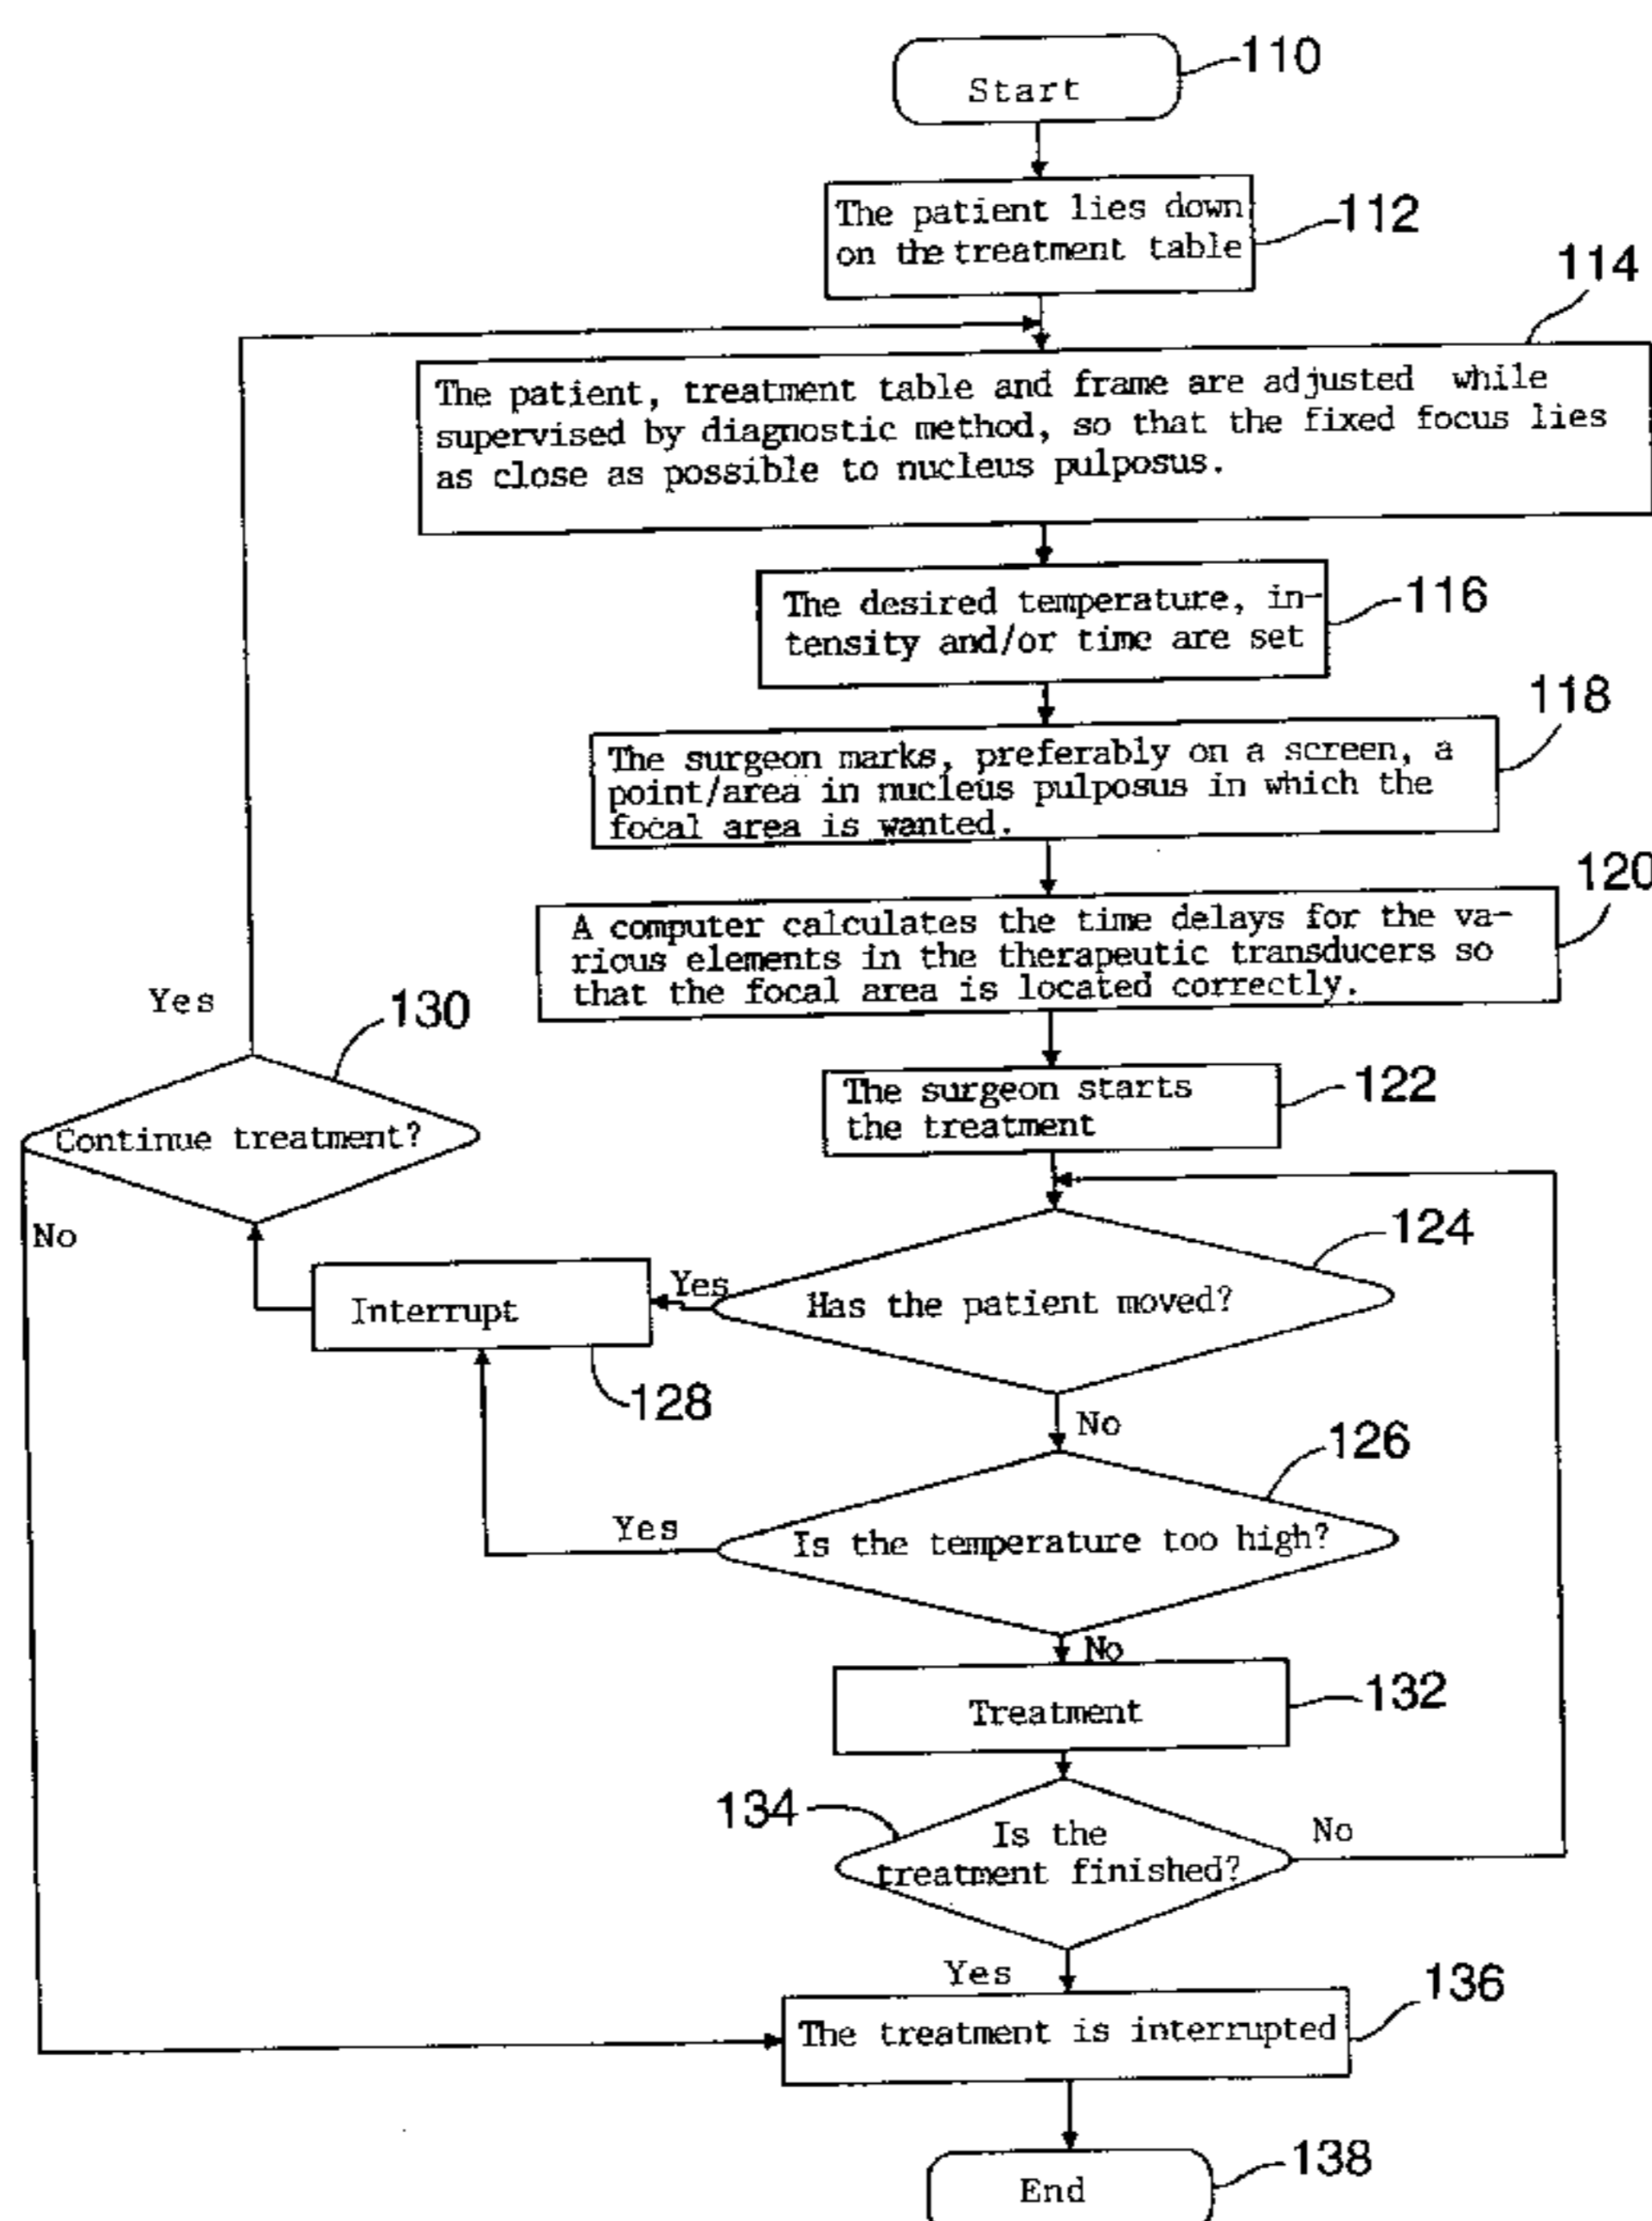 Start
110
The patient lies down
on the treatment table
112
114
The patient, treatment table and frame are adjusted while
supervised by diagnostic method, so that the fixed focus lies
as close as possible to nucleus pulposus.
The desired temperature, in-
tensity and/or time are set
116
118
The surgeon marks, preferably on a screen, a
point/area in nucleus pulposus in which the
focal area is wanted.
120
A computer calculates the time delays for the va-
rious elements in the therapeutic transducers so
that the focal area is located correctly.
Yes
130
Continue treatment?
No
The surgeon starts
the treatment
122
124
Has the patient moved?
Yes
Interrupt
128
No
126
Is the temperature too high?
Yes
No
Treatment
132
134
Is the
treatment finished?
No
Yes
136
The treatment is interrupted
End
138